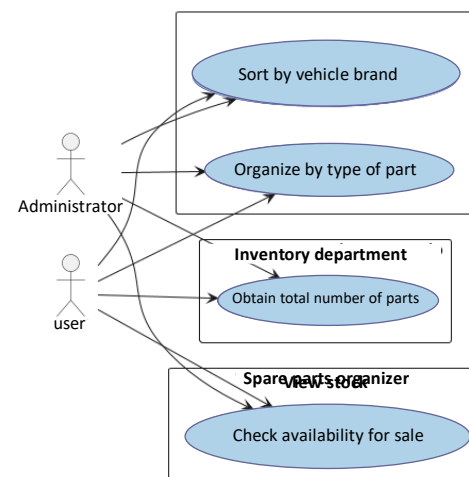 Sort by vehicle brand
Organize by type of part
Administrator
Inventory department
Obtain total number of parts
user
Spare parts organizer
View stock
Check availability for sale